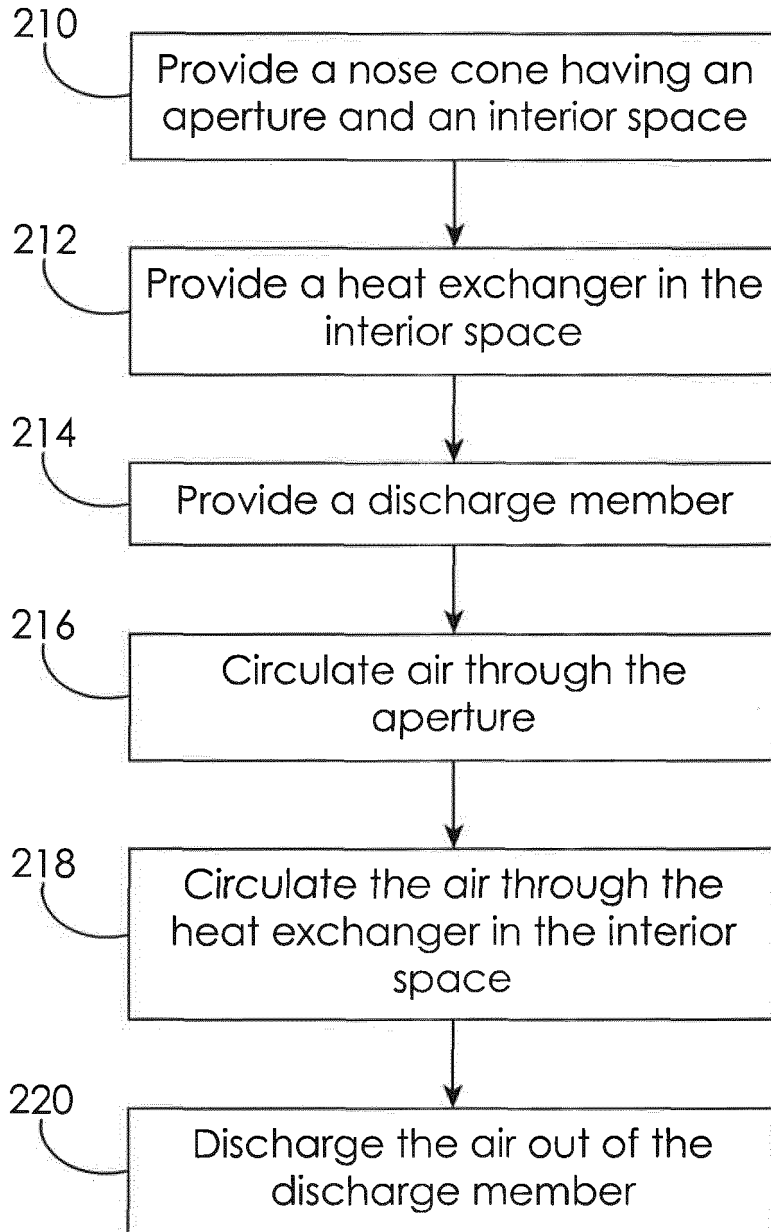 210
Provide a nose cone having an
aperture and an interior space
212
Provide a heat exchanger in the
interior space
214
Provide a discharge member
216
Circulate air through the
aperture
218
Circulate the air through the
heat exchanger in the interior
space
220
Discharge the air out of the
discharge member